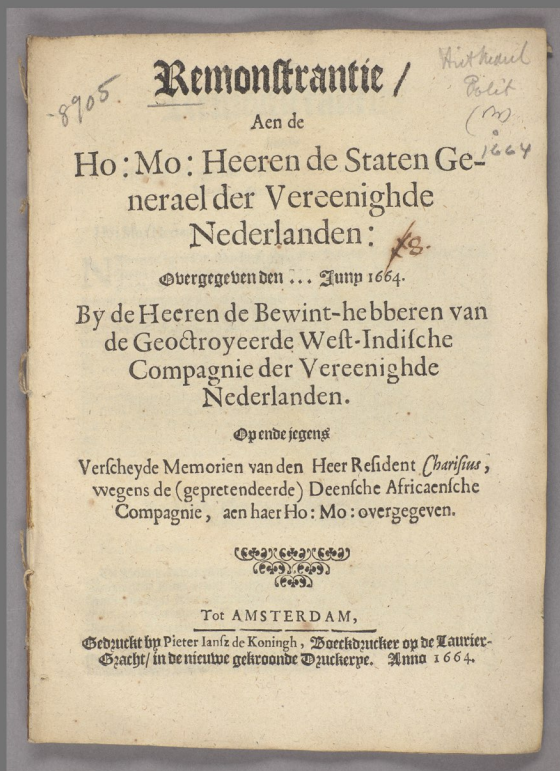 Remonſtrantie /
8905.
Polit
1664
Aen de
Ho: Mo: Heeren de Staten Ge-
nerael der Vereenighde
Nederlanden:
Overgegeven den ... Juny 1664.
By de Heeren de Bewint-hebberen van
de Geoctroyeerde Weſt-Indiſche
Compagnie der Vereenighde
Nederlanden.
Op ende jegens
Verſcheyde Memorien van den Heer Reſident Chariſius,
wegens de (gepretendeerde) Deenſche Africaenſche
Compagnie, aen haer Ho: Mo: overgegeven.
Tot AMSTERDAM,
Gedruckt by Pieter Ianſz de Koningh, Boeckdrucker op de Laurier-
Gracht/ in de nieuwe gekroonde Druckerye. Anno 1664.